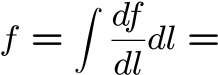 f = ∫ df/dl dl =